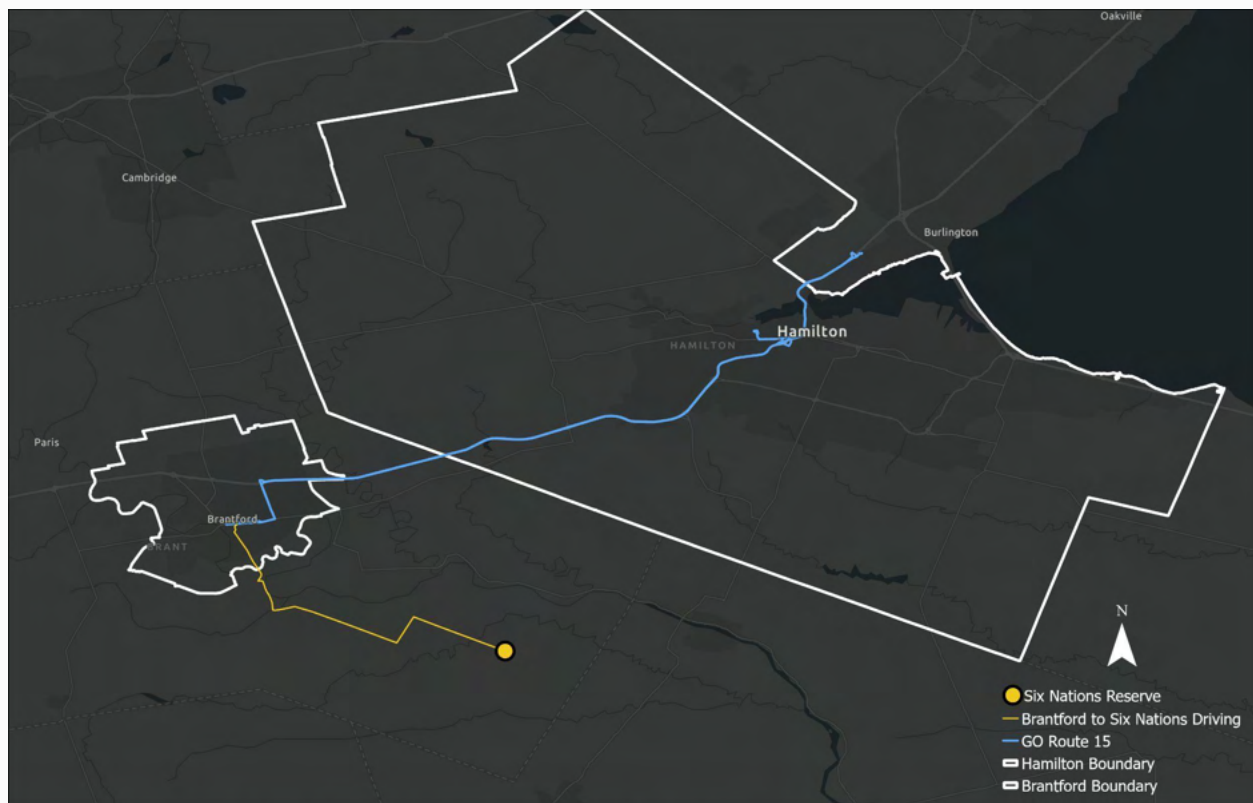 Oakville
Cambridge
Burlington
Hamilton
HAMILTON
Paris
Brantford
BRANT
N
Six Nations Reserve
Brantford to Six Nations Driving
GO Route 15
Hamilton Boundary
Brantford Boundary